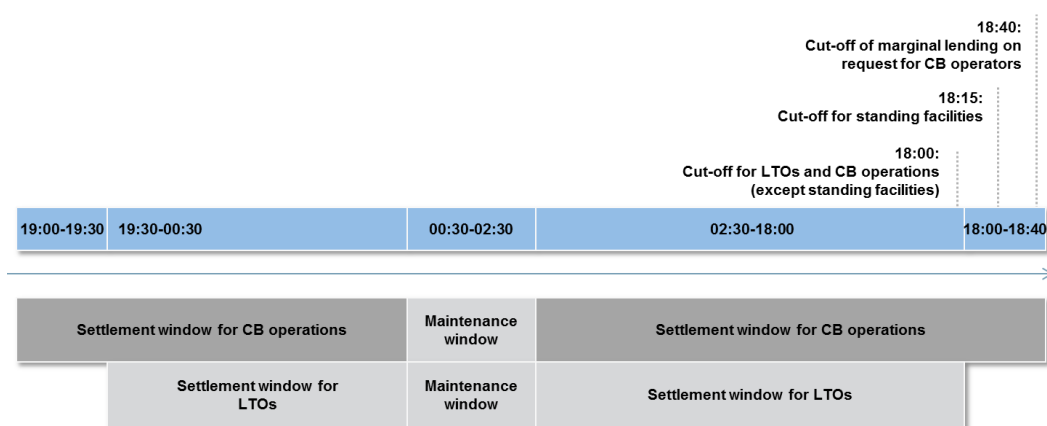 18:40:
Cut-off of marginal lending on
request for CB operators
18:15:
Cut-off for standing facilities
18:00:
Cut-off for LTOs and CB operations
(except standing facilities)
19:00-19:30 19:30-00:30 00:30-02:30 02:30-18:00 18:00-18:40
Settlement window for CB operations
Maintenance
window
Settlement window for CB operations
Settlement window for
LTOs
Maintenance
window
Settlement window for LTOs